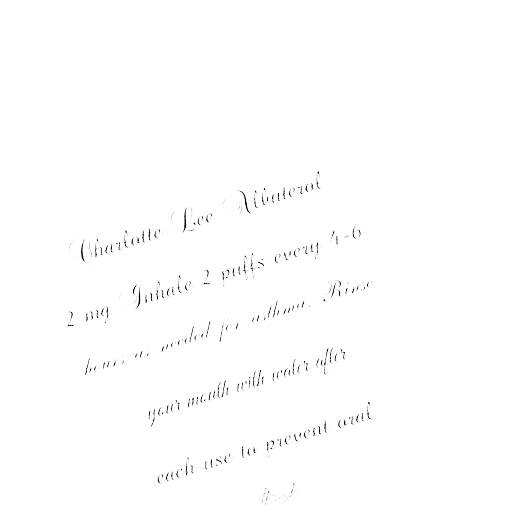 Charlotte Lee Albuterol
2 mg Inhale 2 puffs every 4-6
hours as needed for asthma. Rinse
your mouth with water after
each use to prevent oral